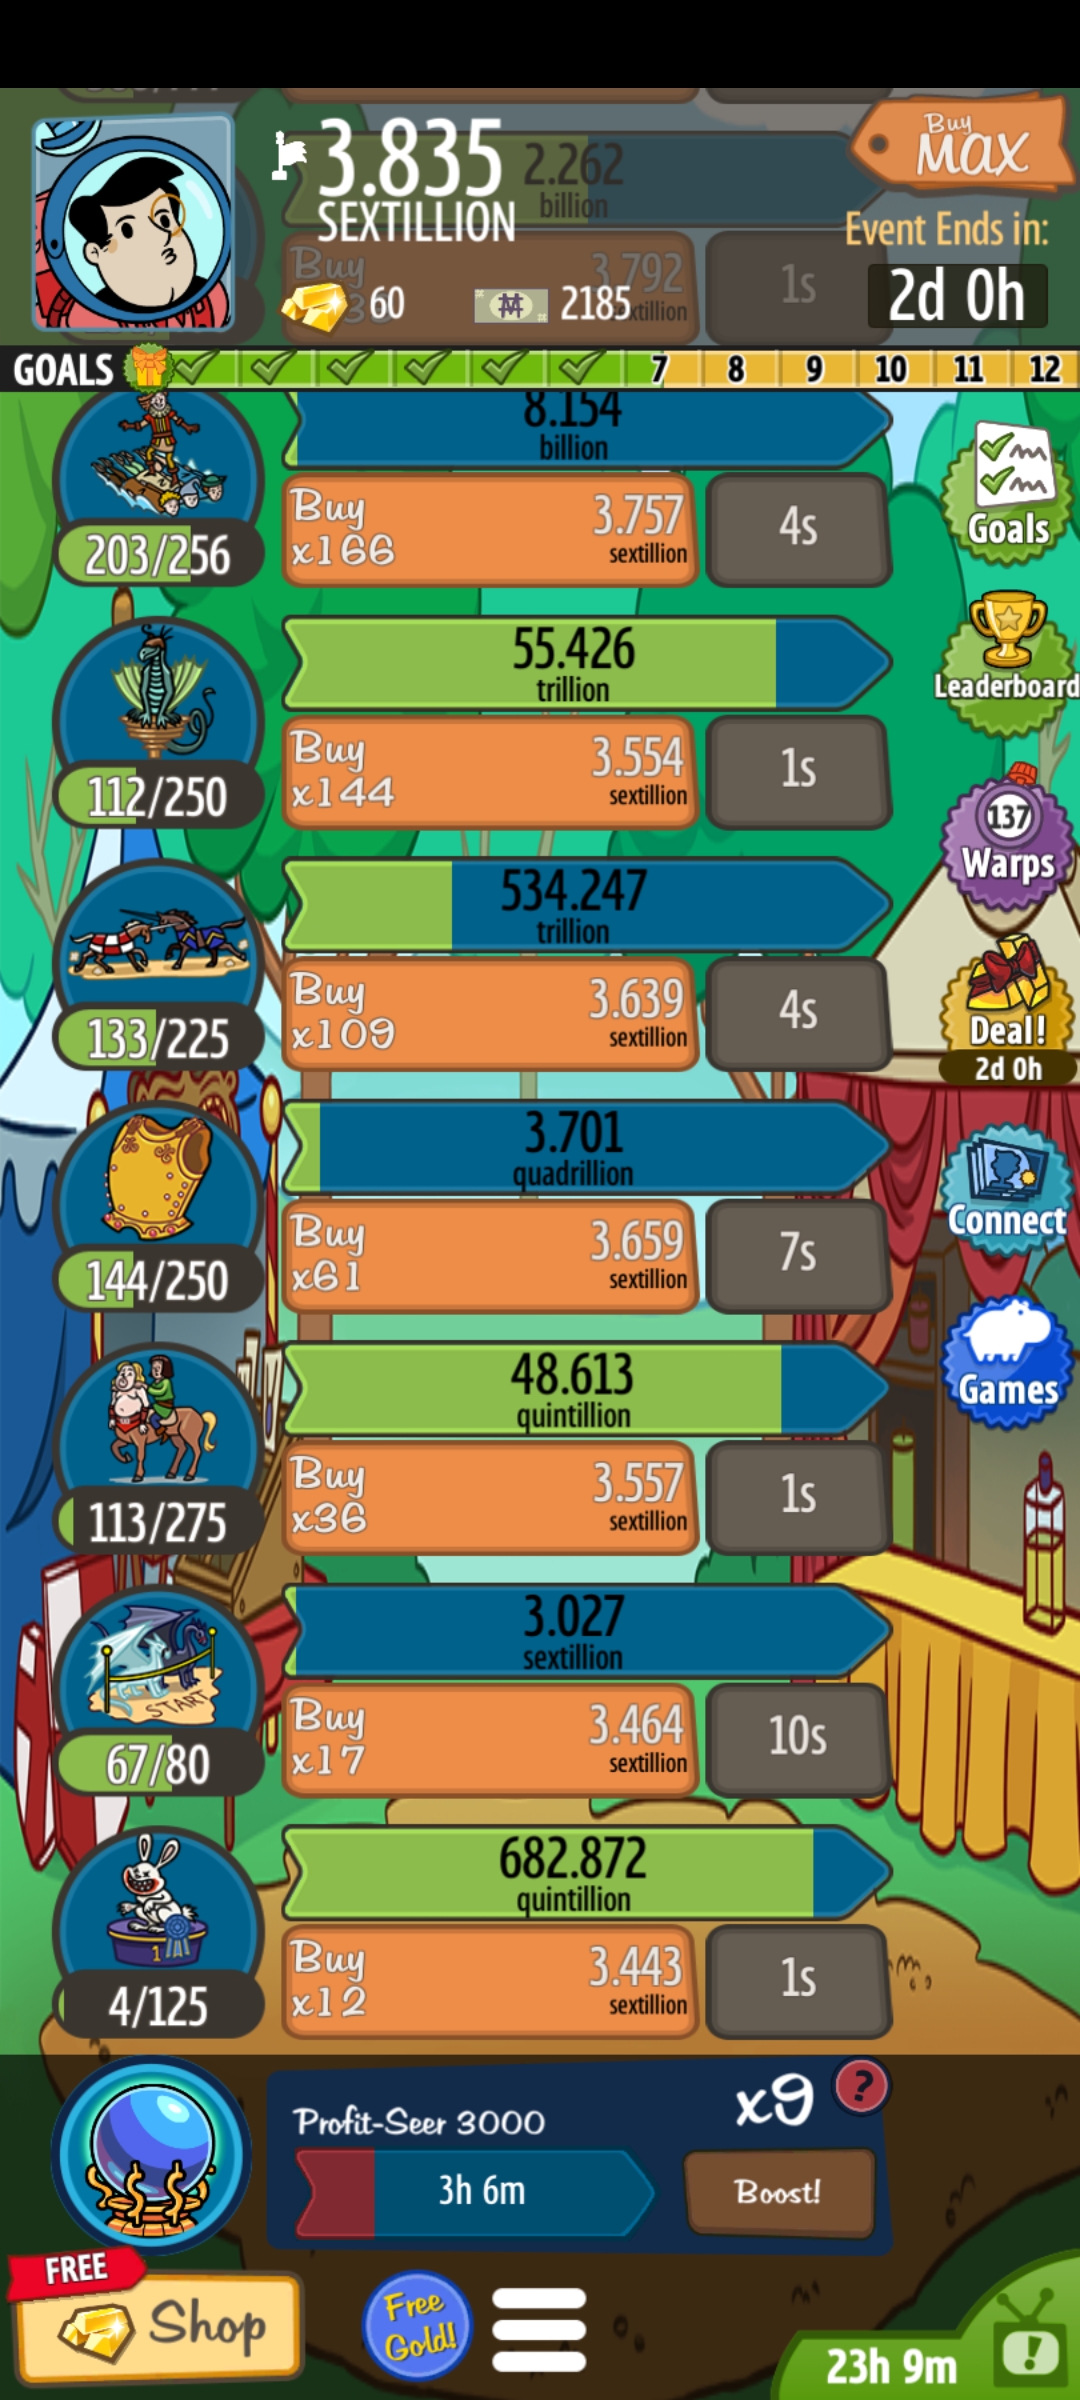 3.835
SEXTILLION
60
2185
Buy
MAX
Event Ends in:
2d 0h
2.262
billion
Buy
3.792
1s
GOALS
7
8
9
10
11
12
8.154
billion
203/256
Buy
x166
3.757
sextillion
4s
Goals
55.426
trillion
112/250
Buy
x144
3.554
sextillion
1s
Leaderboard
534.247
trillion
133/225
Buy
x109
3.639
sextillion
4s
137
Warps
Deal!
2d 0h
3.701
quadrillion
144/250
Buy
x61
3.659
sextillion
7s
Connect
48.613
quintillion
113/275
Buy
x36
3.557
sextillion
1s
Games
3.027
sextillion
START
67/80
Buy
x17
3.464
sextillion
10s
682.872
quintillion
1
4/125
Buy
x12
3.443
sextillion
1s
Profit-Seer 3000
x9
?
3h 6m
Boost!
FREE
Shop
Free
Gold!
23h 9m
!